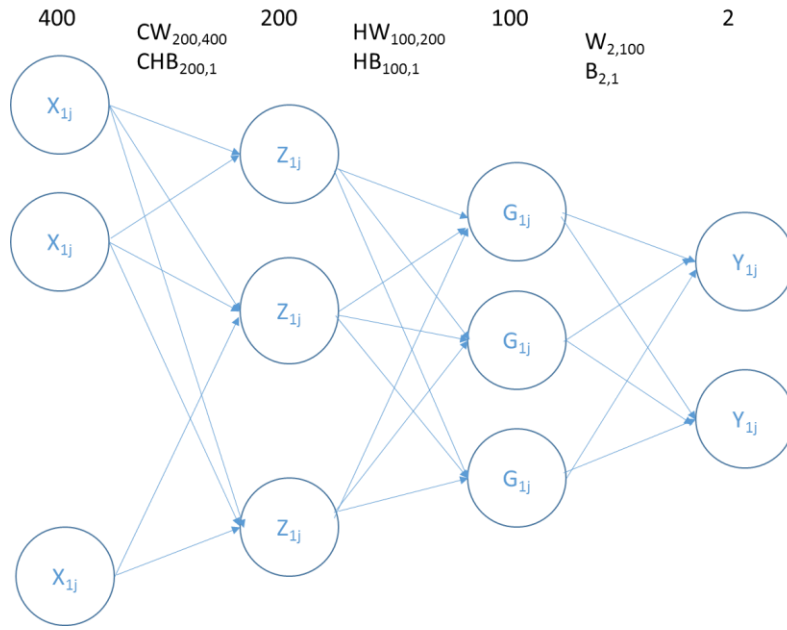 400 200 100 2
CW₂₀₀,₄₀₀
CHB₂₀₀,₁
HW₁₀₀,₂₀₀
HB₁₀₀,₁
W₂,₁₀₀
B₂,₁
X₁ⱼ
X₁ⱼ
X₁ⱼ
Z₁ⱼ
Z₁ⱼ
Z₁ⱼ
G₁ⱼ
G₁ⱼ
G₁ⱼ
Y₁ⱼ
Y₁ⱼ